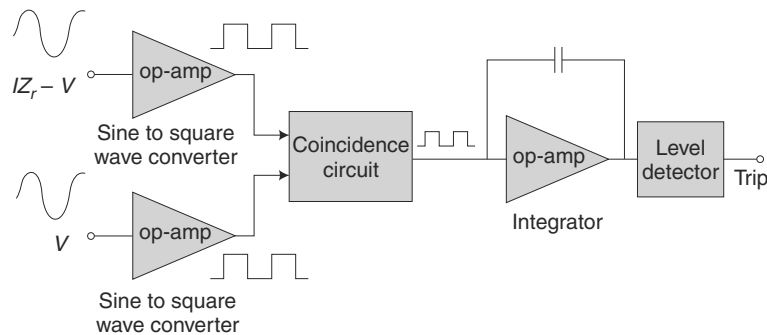 op-amp
IZr – V
Sine to square
wave converter
Coincidence
circuit
op-amp
Integrator
Level
detector
Trip
op-amp
V
Sine to square
wave converter